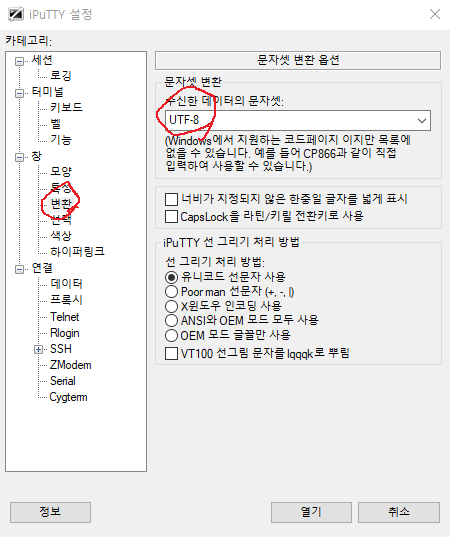 iPuTTY 설정
카테고리:
세션
로깅
터미널
키보드
벨
기능
창
모양
특성
변환
선택
색상
하이퍼링크
연결
데이터
프록시
Telnet
Rlogin
SSH
ZModem
Serial
Cygterm
문자셋 변환 옵션
문자셋 변환
수신한 데이터의 문자셋:
UTF-8
(Windows에서 지원하는 코드페이지 이지만 목록에
없을 수 있습니다. 예를 들어 CP866과 같이 직접
입력하여 사용할 수 있습니다.)
너비가 지정되지 않은 한중일 글자를 넓게 표시
CapsLock을 라틴/키릴 전환키로 사용
iPuTTY 선 그리기 처리 방법
선 그리기 처리 방법:
유니코드 선문자 사용
Poor man 선문자 (+, -, |)
X윈도우 인코딩 사용
ANSI와 OEM 모드 모두 사용
OEM 모드 글꼴만 사용
VT100 선그림 문자를 lqqqk로 뿌림
정보
열기
취소